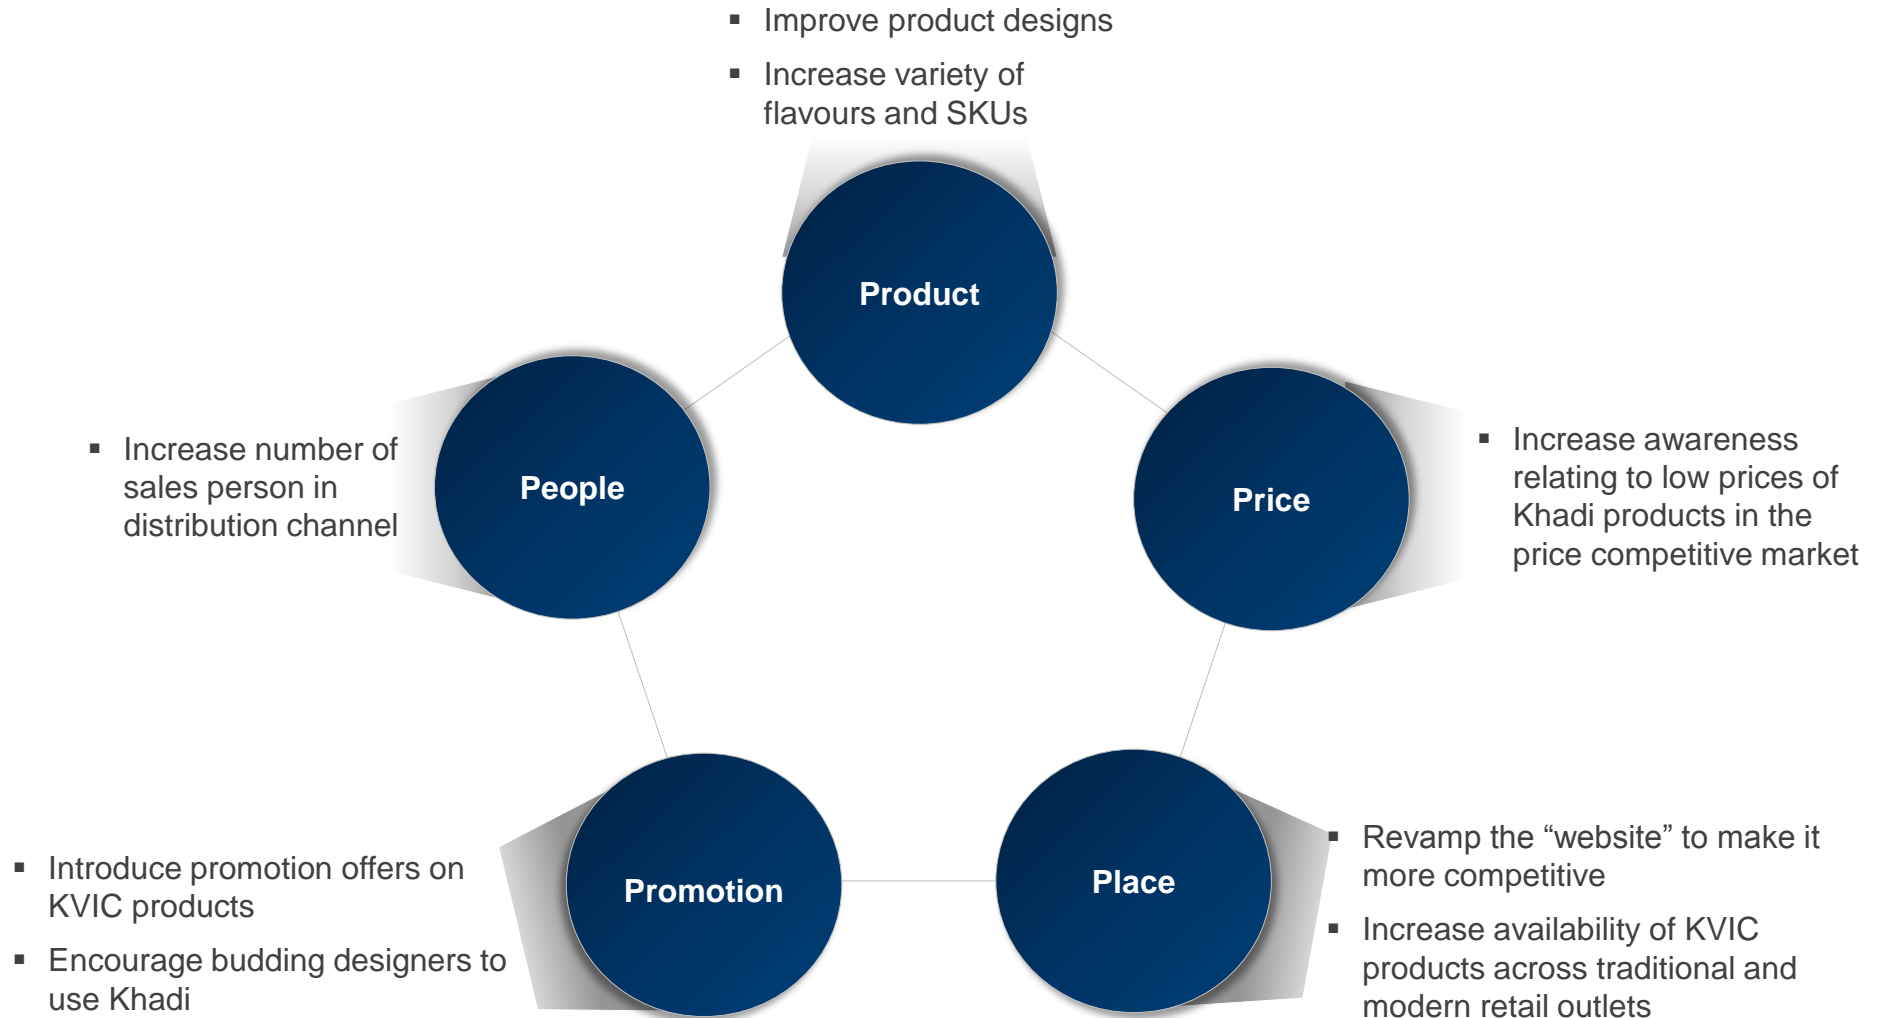 ▪ Improve product designs
▪ Increase variety of
flavours and SKUs
Product
People
▪ Increase number of
sales person in
distribution channel
Price
▪ Increase awareness
relating to low prices of
Khadi products in the
price competitive market
Promotion
▪ Introduce promotion offers on
KVIC products
▪ Encourage budding designers to
use Khadi
Place
▪ Revamp the “website” to make it
more competitive
▪ Increase availability of KVIC
products across traditional and
modern retail outlets